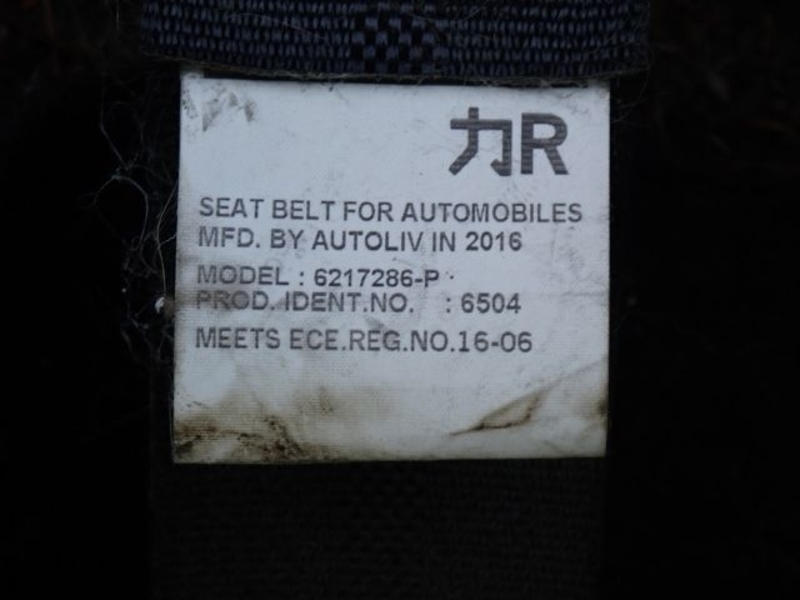 力R
SEAT BELT FOR AUTOMOBILES
MFD. BY AUTOLIV IN 2016
MODEL : 6217286-P
PROD. IDENT.NO. : 6504
MEETS ECE.REG.NO.16-06